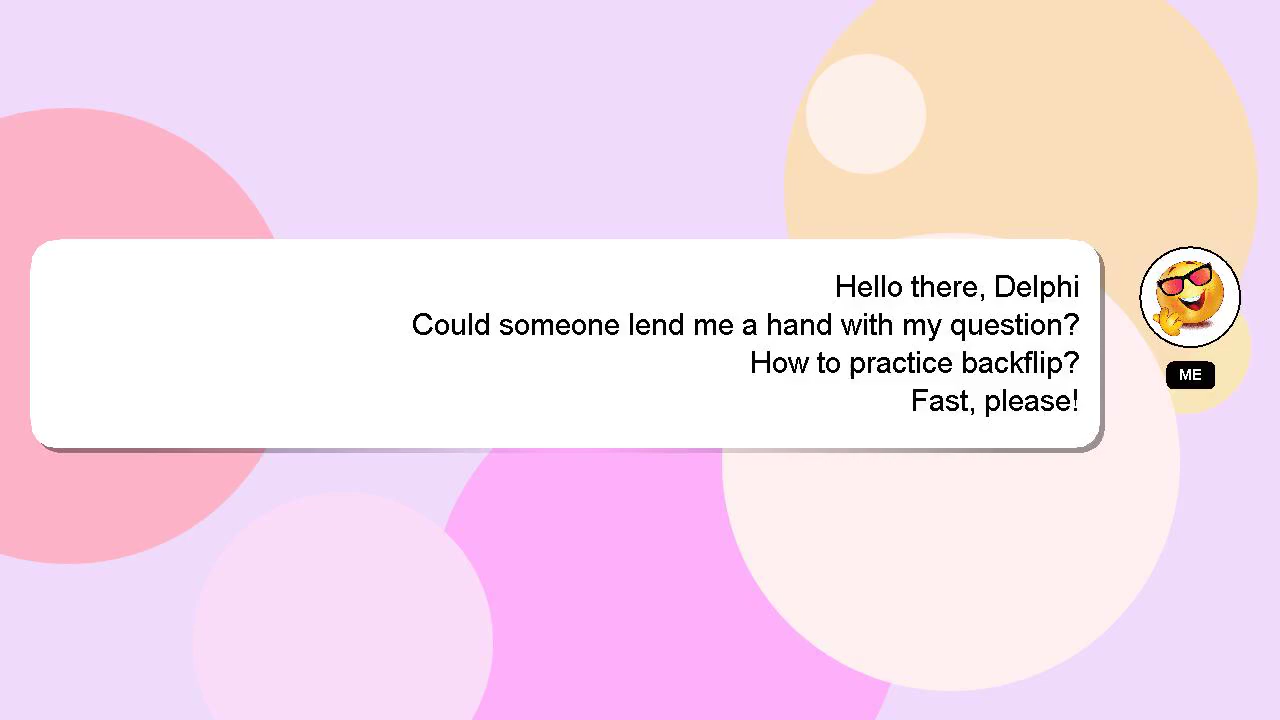 Hello there, Delphi
Could someone lend me a hand with my question?
How to practice backflip?
Fast, please!
ME